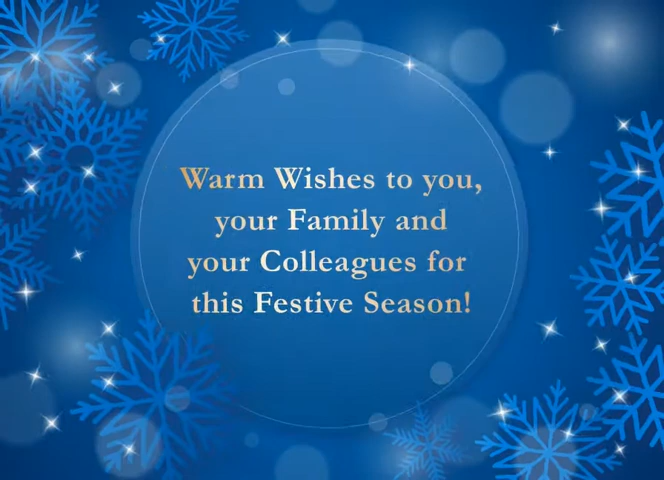 Warm Wishes to you,
your Family and
your Colleagues for
this Festive Season!